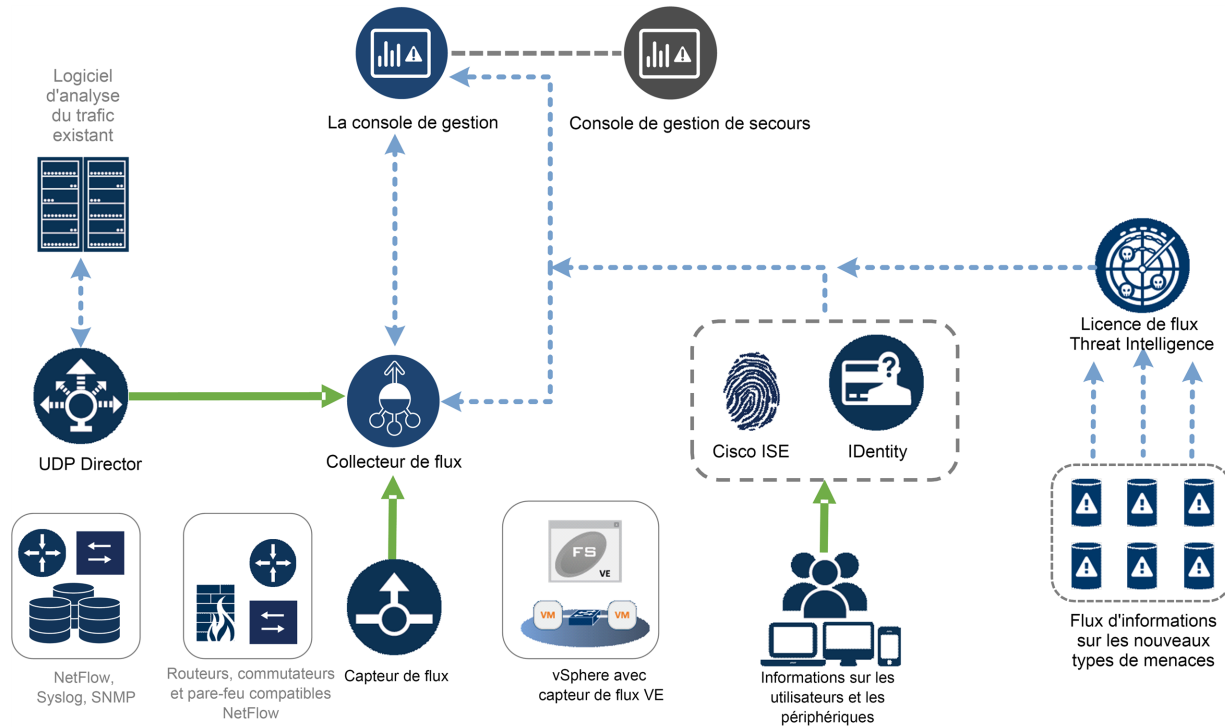 La console de gestion
Console de gestion de secours
Logiciel
d'analyse
du trafic
existant
Licence de flux
Threat Intelligence
UDP Director
Collecteur de flux
Cisco ISE
?
IDentity
NetFlow,
Syslog, SNMP
Routeurs, commutateurs
et pare-feu compatibles
NetFlow
Capteur de flux
FS
VE
VM
VM
vSphere avec
capteur de flux VE
Informations sur les
utilisateurs et les
périphériques
Flux d'informations
sur les nouveaux
types de menaces